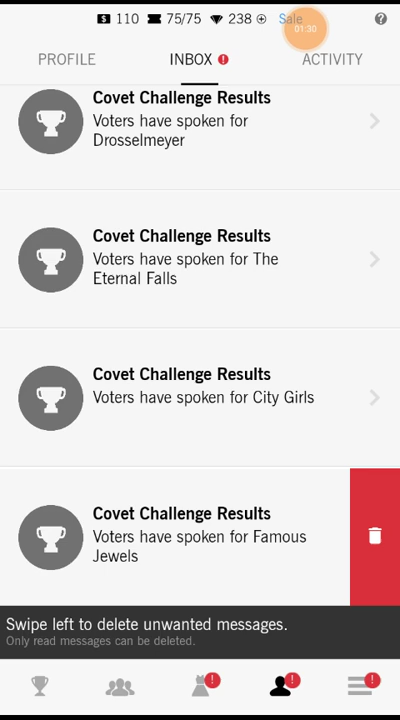 110 75/75 238 Sale 01:30 ?
PROFILE INBOX ! ACTIVITY
Covet Challenge Results
Voters have spoken for
Drosselmeyer
Covet Challenge Results
Voters have spoken for The
Eternal Falls
Covet Challenge Results
Voters have spoken for City Girls
Covet Challenge Results
Voters have spoken for Famous
Jewels
Swipe left to delete unwanted messages.
Only read messages can be deleted.
! ! !